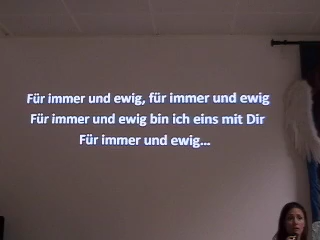 Für immer und ewig, für immer und ewig
Für immer und ewig bin ich eins mit Dir
Für immer und ewig...